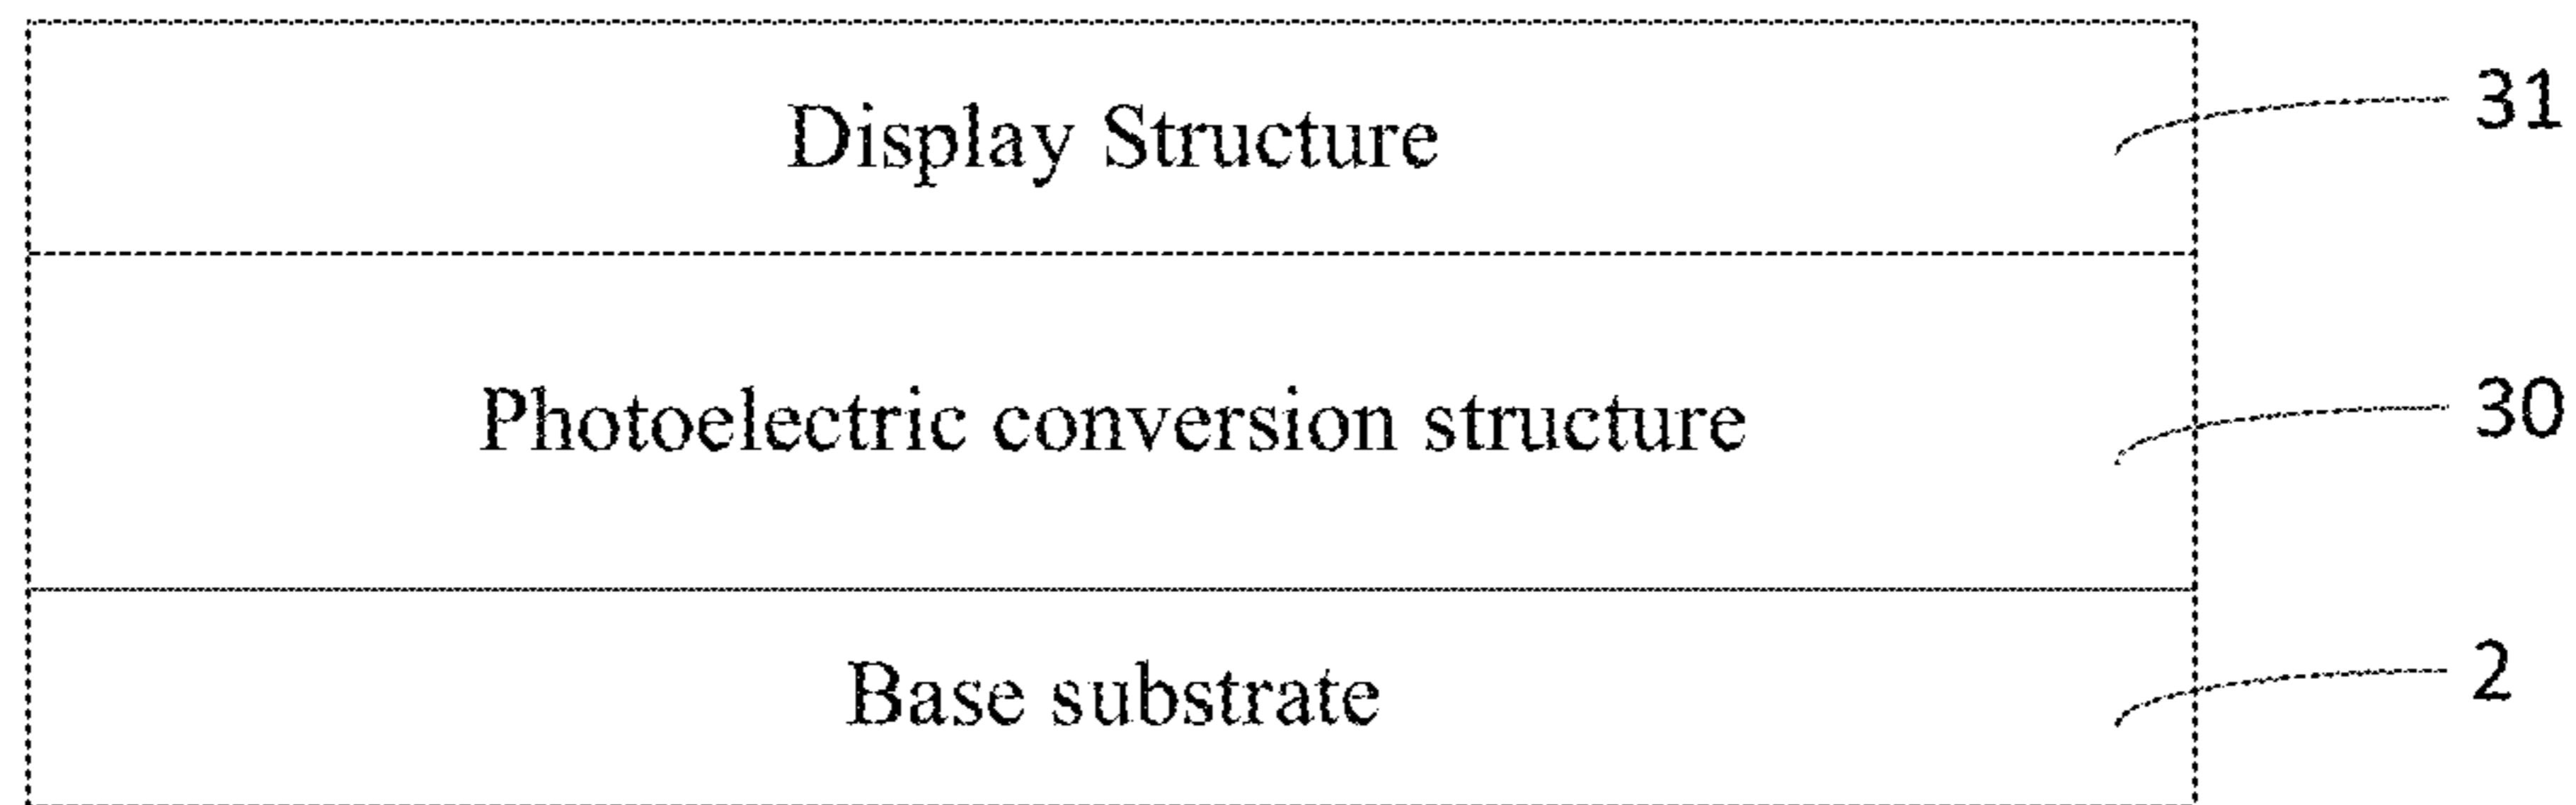 Display Structure
31
Photoelectric conversion structure
30
Base substrate
2